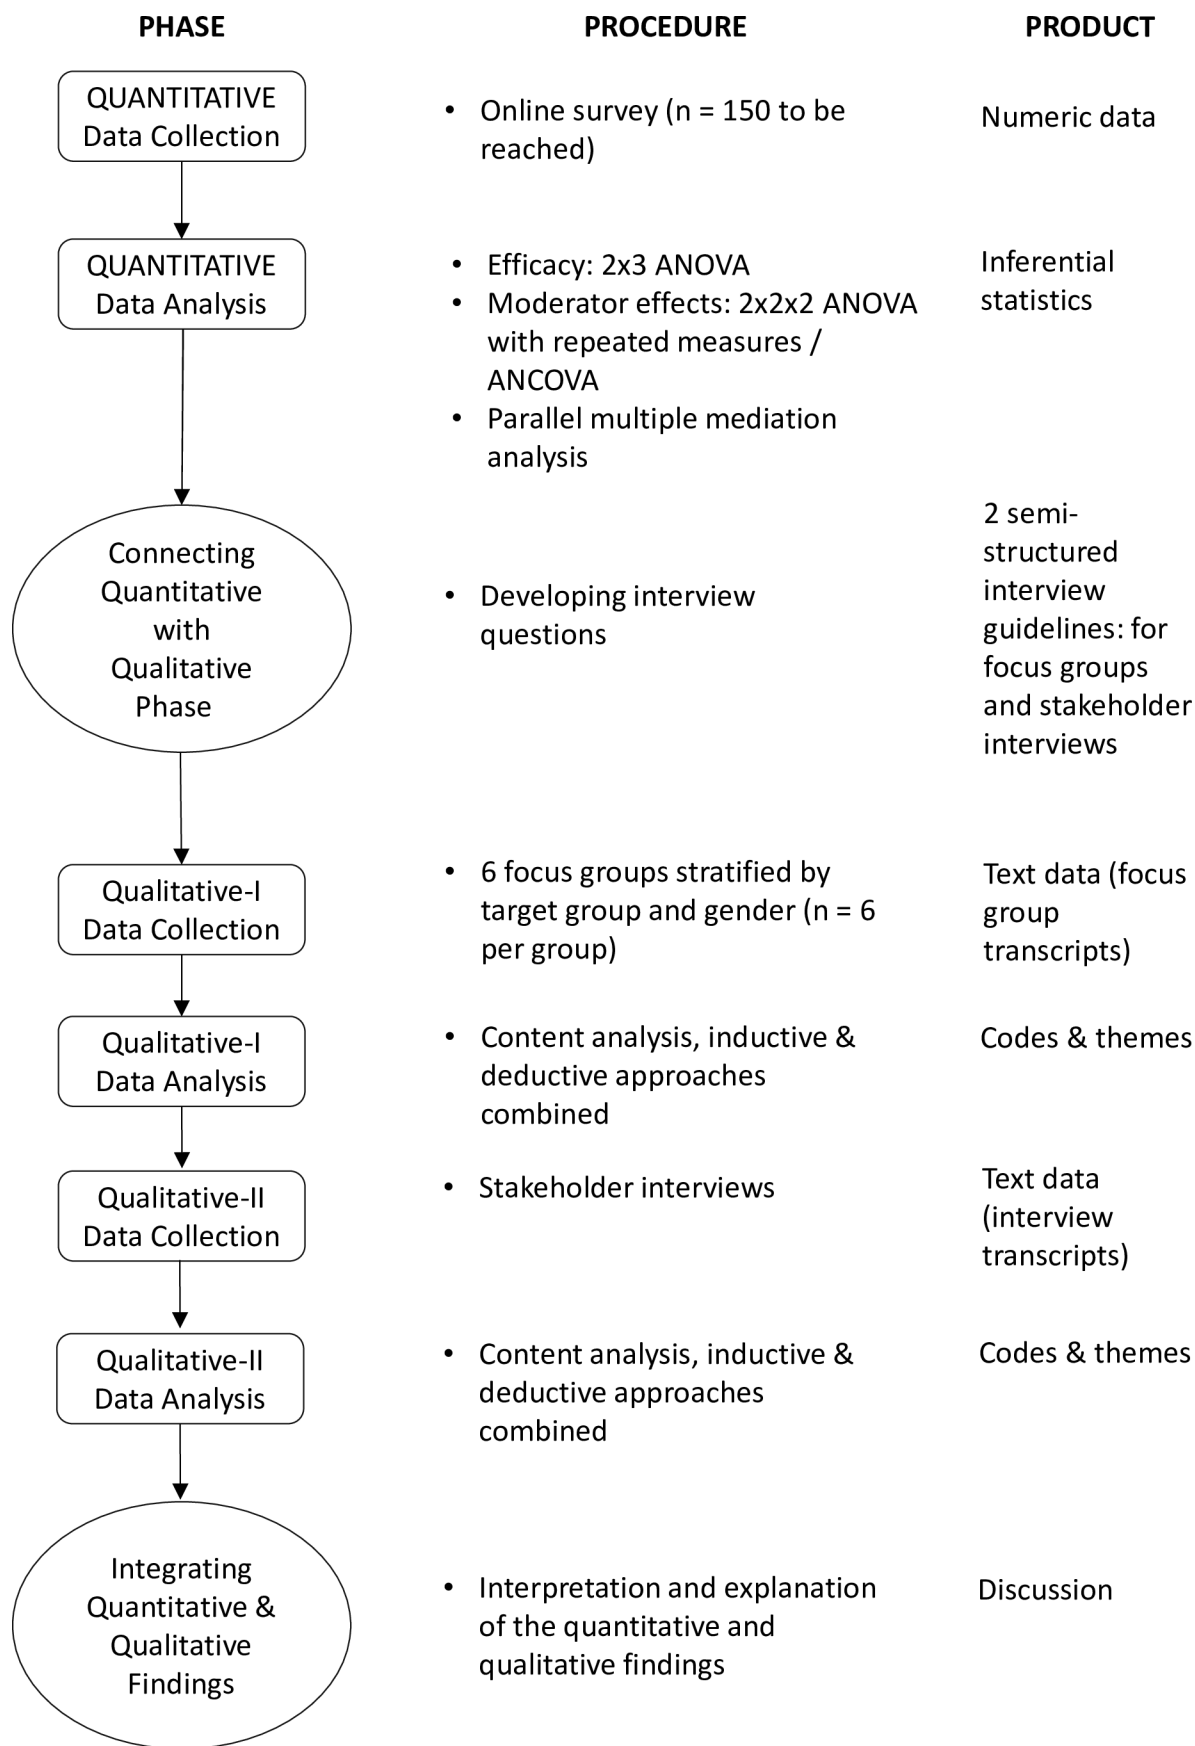 PHASE
PROCEDURE
PRODUCT
QUANTITATIVE
Data Collection
• Online survey (n = 150 to be
reached)
Numeric data
QUANTITATIVE
Data Analysis
• Efficacy: 2x3 ANOVA
• Moderator effects: 2x2x2 ANOVA
with repeated measures /
ANCOVA
• Parallel multiple mediation
analysis
Inferential
statistics
Connecting
Quantitative
with
Qualitative
Phase
• Developing interview
questions
2 semi-
structured
interview
guidelines: for
focus groups
and stakeholder
interviews
Qualitative-I
Data Collection
• 6 focus groups stratified by
target group and gender (n = 6
per group)
Text data (focus
group
transcripts)
Qualitative-I
Data Analysis
• Content analysis, inductive &
deductive approaches
combined
Codes & themes
Qualitative-II
Data Collection
• Stakeholder interviews
Text data
(interview
transcripts)
Qualitative-II
Data Analysis
• Content analysis, inductive &
deductive approaches
combined
Codes & themes
Integrating
Quantitative &
Qualitative
Findings
• Interpretation and explanation
of the quantitative and
qualitative findings
Discussion